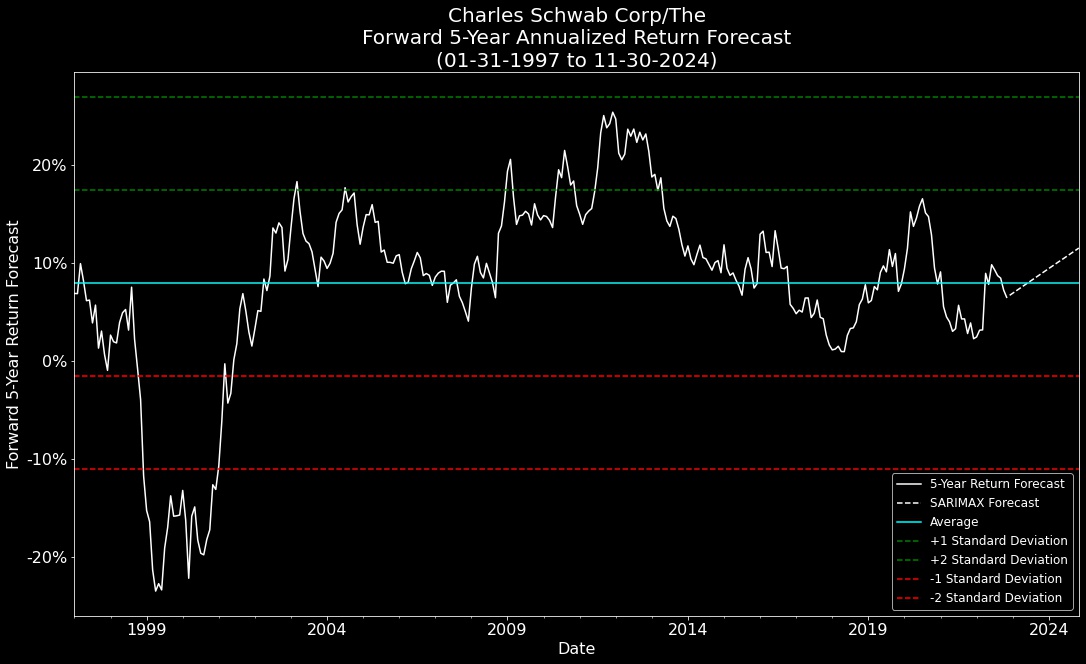 Charles Schwab Corp/The
Forward 5-Year Annualized Return Forecast
(01-31-1997 to 11-30-2024)
Forward 5-Year Return Forecast
20%
10%
0%
-10%
-20%
5-Year Return Forecast
SARIMAX Forecast
Average
+1 Standard Deviation
+2 Standard Deviation
-1 Standard Deviation
-2 Standard Deviation
1999 2004 2009 2014 2019 2024
Date